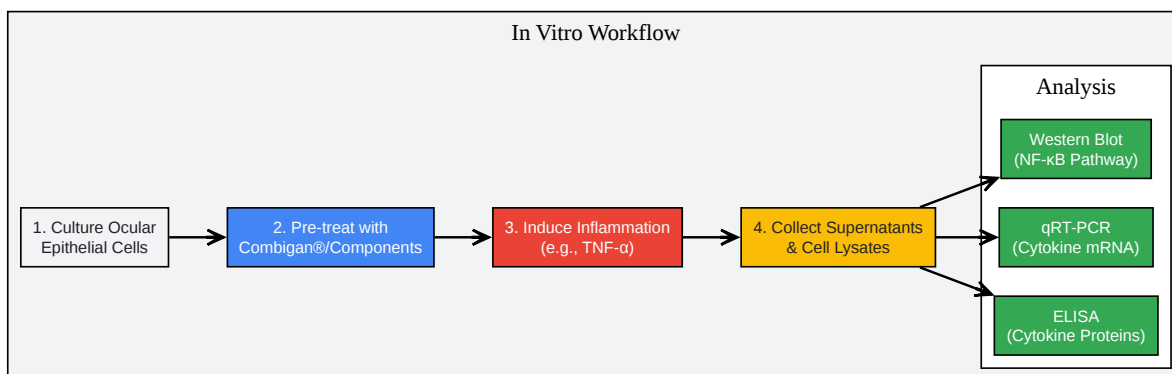 In Vitro Workflow
Analysis
1. Culture Ocular
Epithelial Cells
2. Pre-treat with
Combigan®/Components
3. Induce Inflammation
(e.g., TNF-α)
4. Collect Supernatants
& Cell Lysates
Western Blot
(NF-κB Pathway)
qRT-PCR
(Cytokine mRNA)
ELISA
(Cytokine Proteins)